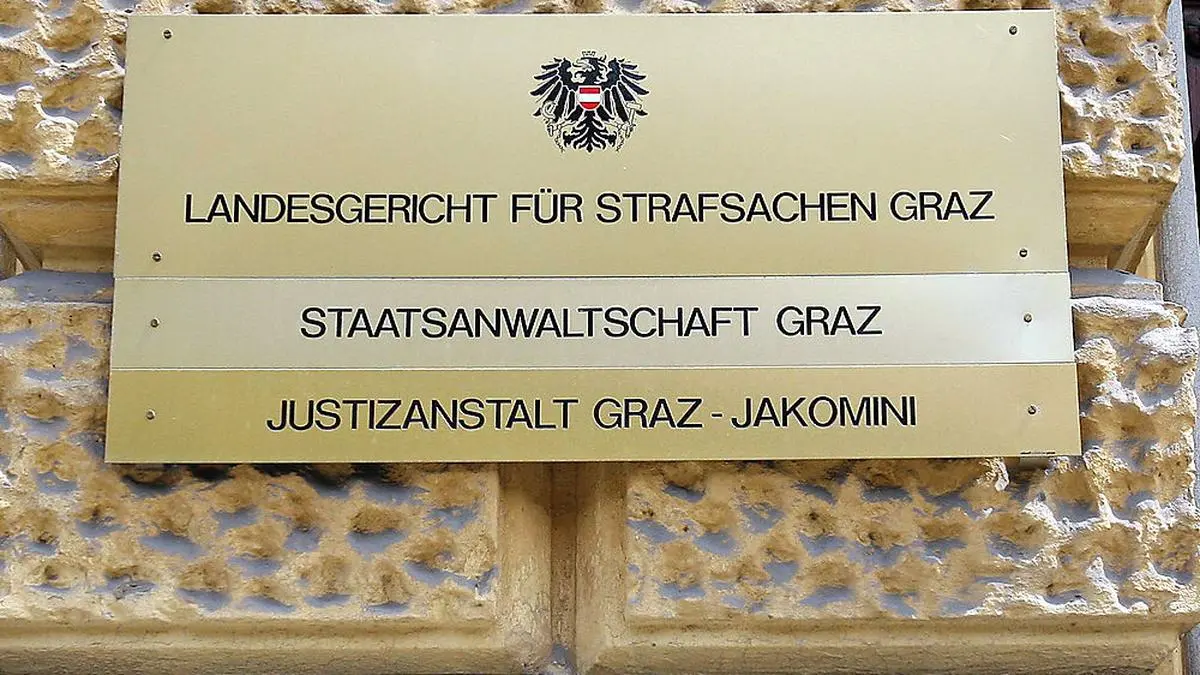 LANDESGERICHT FÜR STRAFSACHEN GRAZ
STAATSANWALTSCHAFT GRAZ
JUSTIZANSTALT GRAZ - JAKOMINI